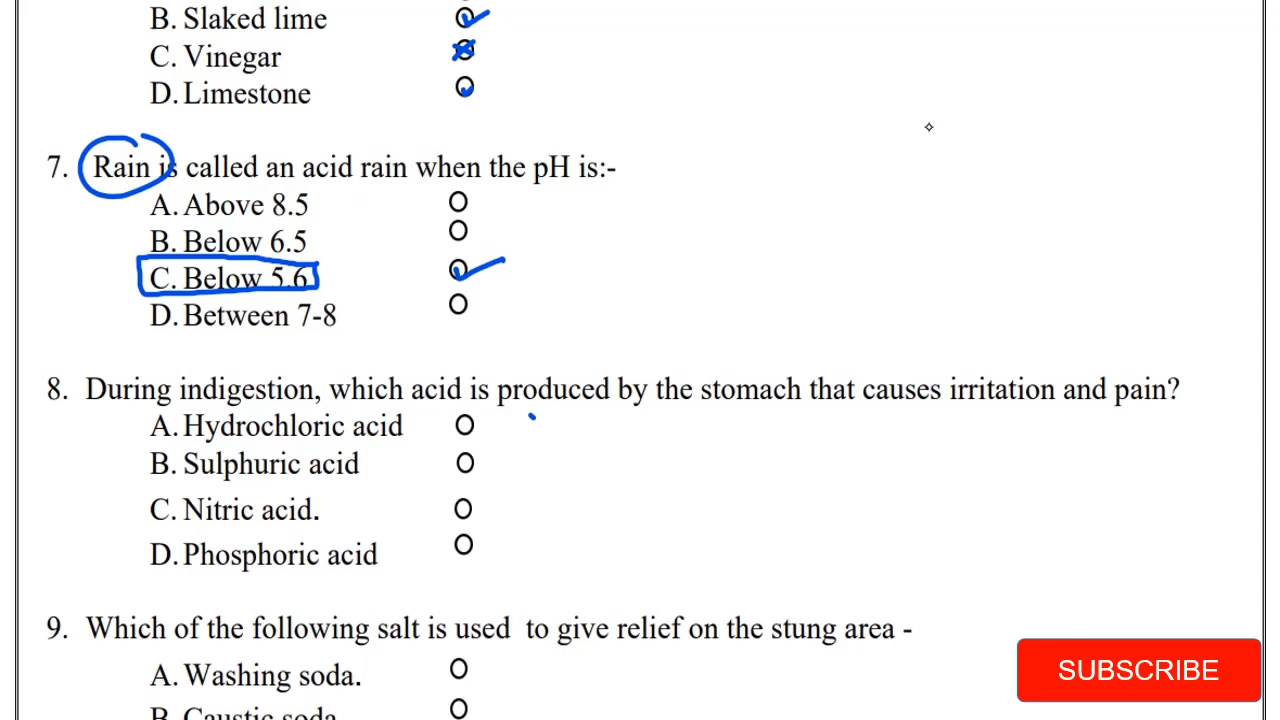 B. Slaked lime
C. Vinegar
D. Limestone
7. Rain is called an acid rain when the pH is:-
A. Above 8.5
B. Below 6.5
C. Below 5.6
D. Between 7-8
8. During indigestion, which acid is produced by the stomach that causes irritation and pain?
A. Hydrochloric acid
B. Sulphuric acid
C. Nitric acid.
D. Phosphoric acid
9. Which of the following salt is used to give relief on the stung area -
A. Washing soda.
B. Caustic soda
SUBSCRIBE